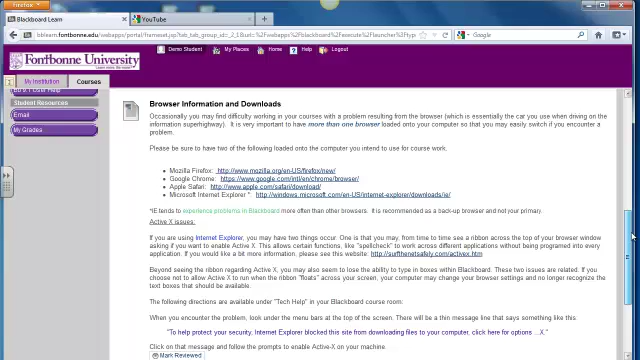 Firefox
Blackboard Learn
YouTube
bblearn.fontbonne.edu/webapps/portal/frameset.jsp?tab_tab_group_id=_2_1&url=%2Fwebapps%2Fblackboard%2Fexecute%2Flauncher%3Ftyp
Google
Fontbonne University
Demo Student
My Places
Home
Help
Logout
My Institution
Courses
Bb 9.1 User Help
Student Resources
Email
My Grades
Browser Information and Downloads
Occasionally you may find difficulty working in your courses with a problem resulting from the browser (which is essentially the car you use when driving on the
information superhighway). It is very important to have more than one browser loaded onto your computer so that you may easily switch if you encounter a
problem.
Please be sure to have two of the following loaded onto the computer you intend to use for course work.
• Mozilla Firefox: http://www.mozilla.org/en-US/firefox/new/
• Google Chrome: https://www.google.com/intl/en/chrome/browser/
• Apple Safari: http://www.apple.com/safari/download/
• Microsoft Internet Explorer *: http://windows.microsoft.com/en-US/internet-explorer/downloads/ie/
*IE tends to experience problems in Blackboard more often than other browsers. It is recommended as a back-up browser and not your primary.
Active X issues:
If you are using Internet Explorer, you may have two things occur. One is that you may, from time to time see a ribbon across the top of your browser window
asking if you want to enable Active X. This allows certain functions, like "spellcheck" to work across different applications without being programed into every
application. If you would like a bit more information, please see this website: http://surfthenetsafely.com/activex.htm
Beyond seeing the ribbon regarding Active X, you may also seem to lose the ability to type in boxes within Blackboard. These two issues are related. If you
choose not to allow Active X to run when the ribbon "floats" across your screen, your computer may change your browser settings and no longer recognize the
text boxes that should be available.
The following directions are available under "Tech Help" in your Blackboard course room:
When you encounter the problem, look under the menu bars at the top of the screen. There will be a thin message line that says something like this:
"To help protect your security, Internet Explorer blocked this site from downloading files to your computer, click here for options ...X."
Click on that message and follow the prompts to enable Active-X on your machine.
Mark Reviewed